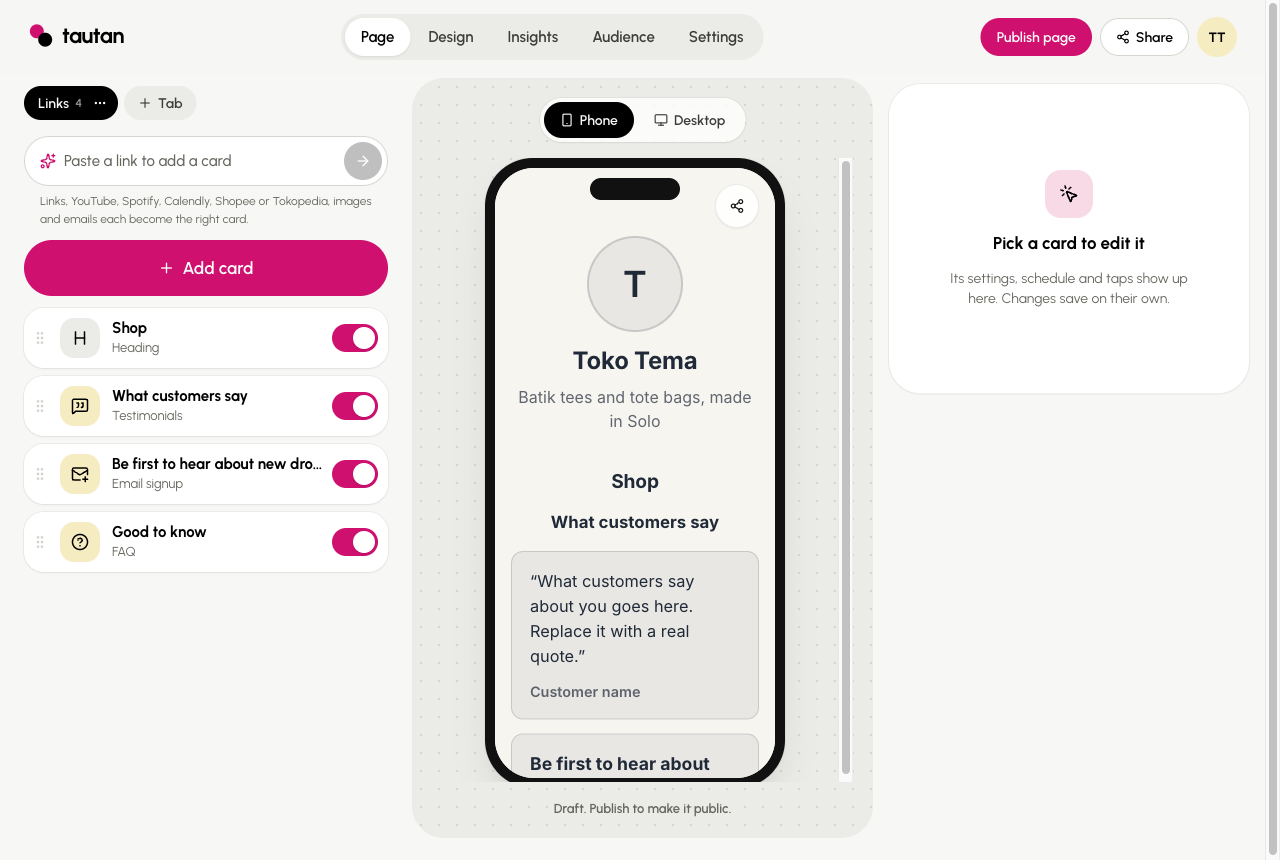 tautan
Page
Design
Insights
Audience
Settings
Publish page
Share
TT
Links 4
Tab
Paste a link to add a card
Links, YouTube, Spotify, Calendly, Shopee or Tokopedia, images
and emails each become the right card.
Add card
Shop
Heading
What customers say
Testimonials
Be first to hear about new dro...
Email signup
Good to know
FAQ
Phone
Desktop
T
Toko Tema
Batik tees and tote bags, made
in Solo
Shop
What customers say
“What customers say
about you goes here.
Replace it with a real
quote.”
Customer name
Be first to hear about
Draft. Publish to make it public.
Pick a card to edit it
Its settings, schedule and taps show up
here. Changes save on their own.